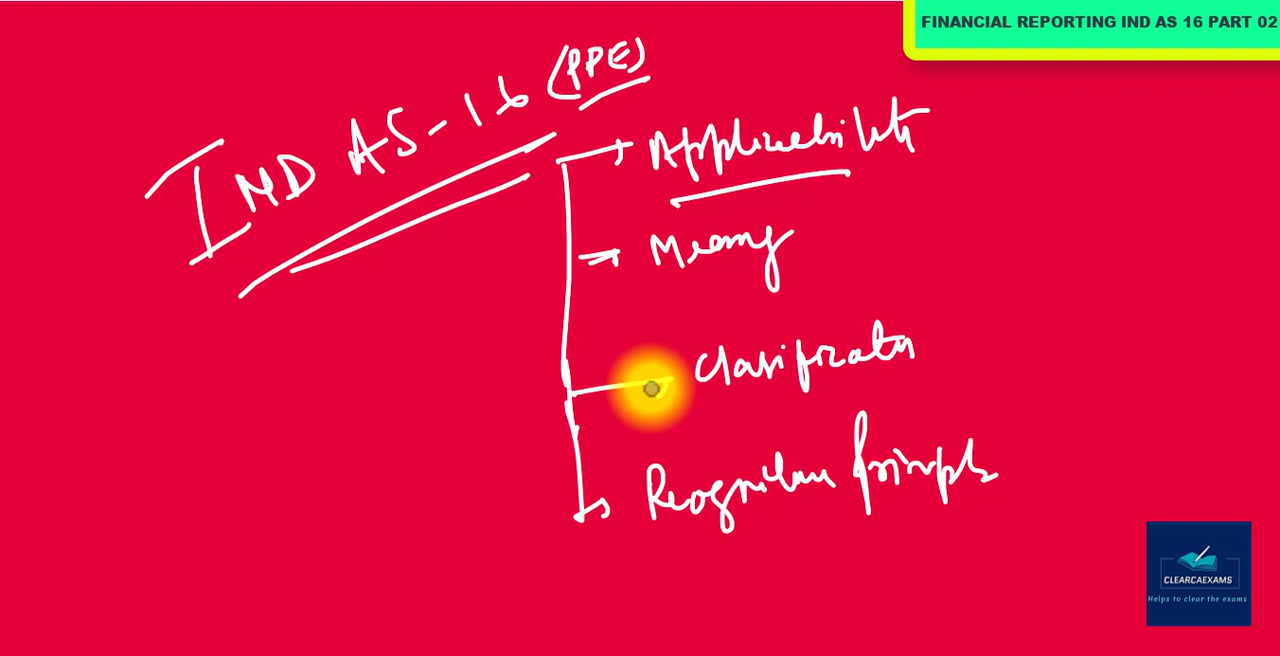 FINANCIAL REPORTING IND AS 16 PART 02
IND AS-16 (PPE)
Applicability
Meaning
Classification
Recognition Principle
CLEARCAEXAMS
Helps to clear the exams